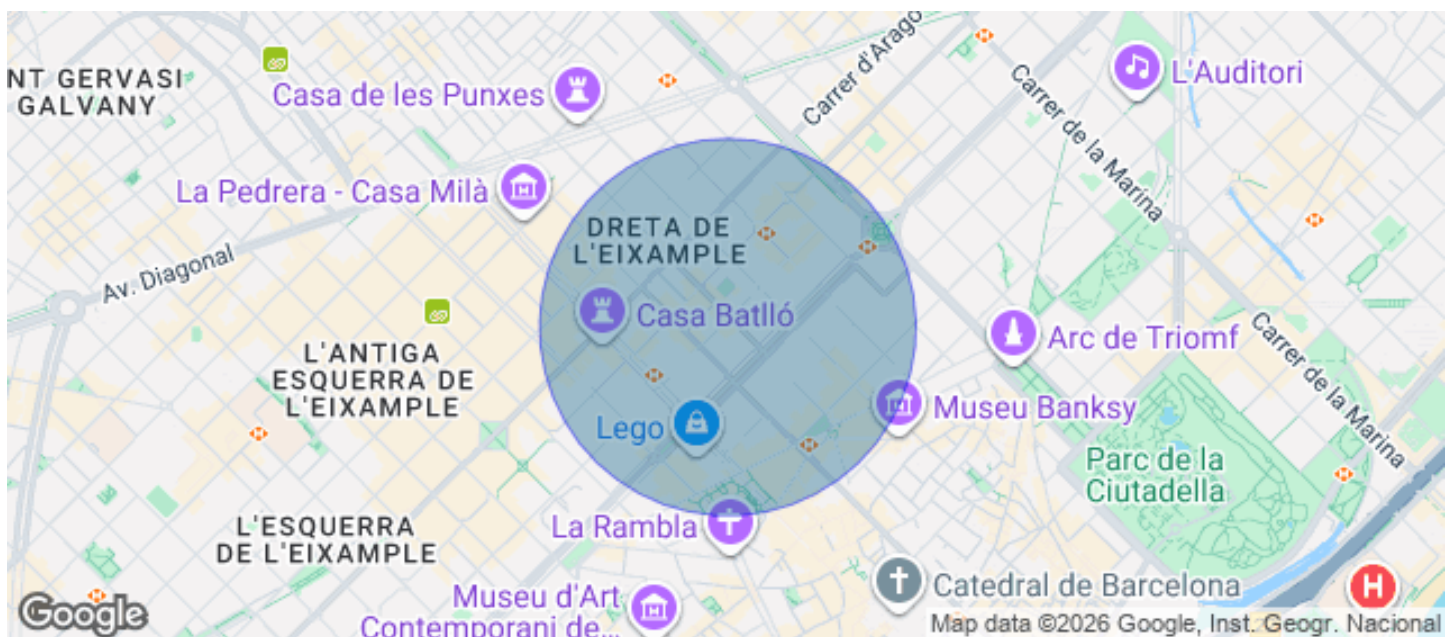 NT GERVASI
GALVANY
Casa de les Punxes
Carrer d'Arago
L'Auditori
Carrer de la Marina
La Pedrera - Casa Milà
DRETA DE
L'EIXAMPLE
Av. Diagonal
Casa Batlló
Arc de Triomf
Carrer de la Marina
L'ANTIGA
ESQUERRA DE
L'EIXAMPLE
Lego
Museu Banksy
Parc de la
Ciutadella
L'ESQUERRA
DE L'EIXAMPLE
La Rambla
Catedral de Barcelona
H
Museu d'Art
Contemporani de...
Google
Map data ©2026 Google, Inst. Geogr. Nacional